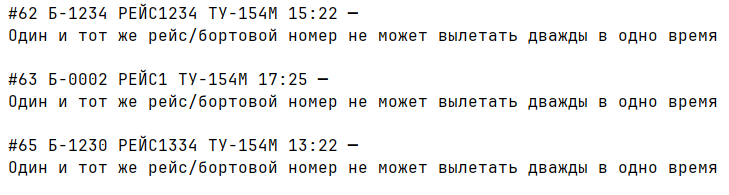 #62 Б-1234 РЕЙС1234 ТУ-154М 15:22 —
Один и тот же рейс/бортовой номер не может вылетать дважды в одно время
#63 Б-0002 РЕЙС1 ТУ-154М 17:25 —
Один и тот же рейс/бортовой номер не может вылетать дважды в одно время
#65 Б-1230 РЕЙС1334 ТУ-154М 13:22 —
Один и тот же рейс/бортовой номер не может вылетать дважды в одно время